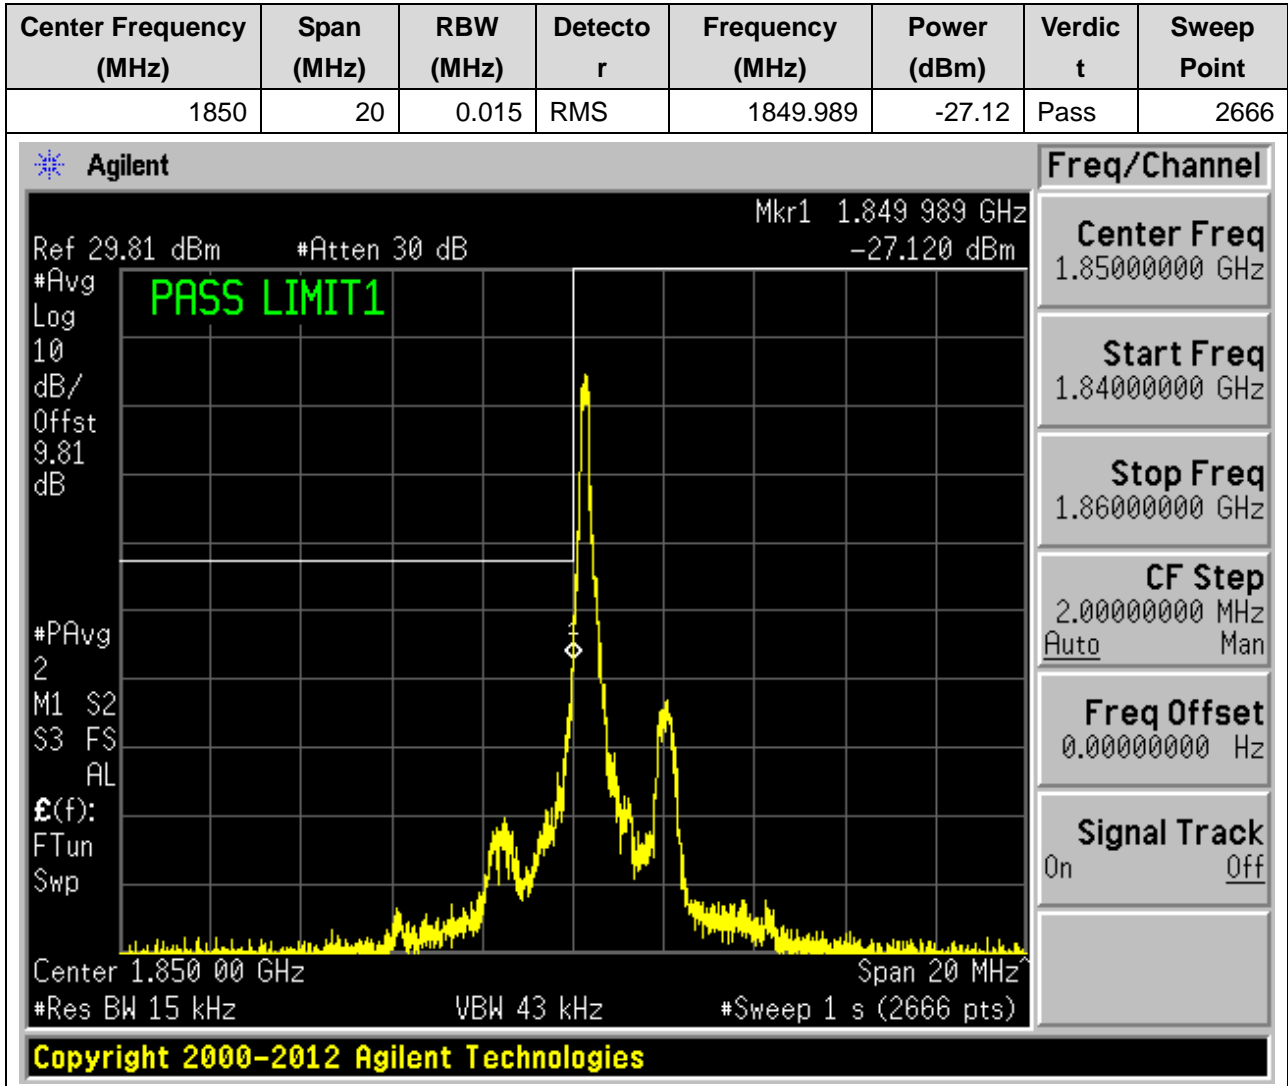 Center Frequency (MHz) Span (MHz) RBW (MHz) Detecto r Frequency (MHz) Power (dBm) Verdic t Sweep Point
1850 20 0.015 RMS 1849.989 -27.12 Pass 2666
Agilent
Freq/Channel
Mkr1 1.849 989 GHz
Ref 29.81 dBm #Atten 30 dB -27.120 dBm
#Avg
Log
10
dB/
Offst
9.81
dB
PASS LIMIT1
1
#PAvg
2
M1 S2
S3 FS
AL
£(f):
FTun
Swp
Center 1.850 00 GHz Span 20 MHz^
#Res BW 15 kHz VBW 43 kHz #Sweep 1 s (2666 pts)
Center Freq
1.85000000 GHz
Start Freq
1.84000000 GHz
Stop Freq
1.86000000 GHz
CF Step
2.00000000 MHz
Auto Man
Freq Offset
0.00000000 Hz
Signal Track
On Off
Copyright 2000-2012 Agilent Technologies